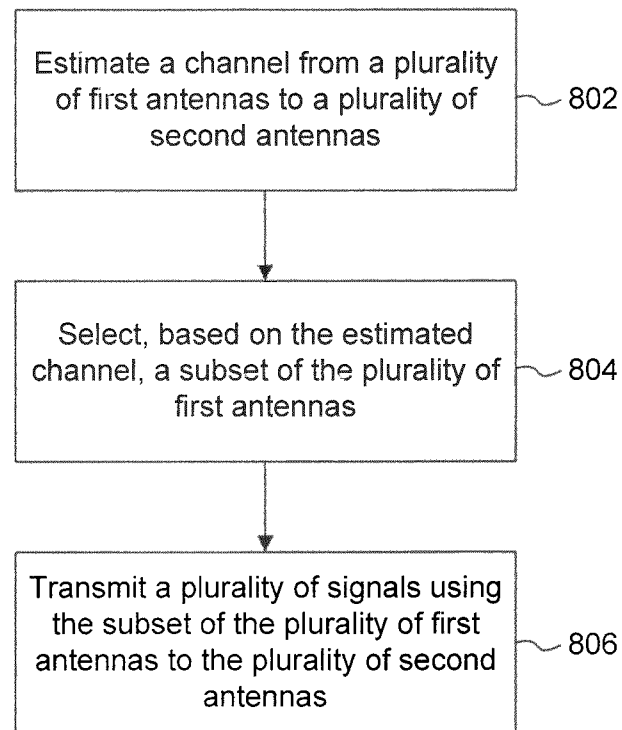 Estimate a channel from a plurality
of first antennas to a plurality of
second antennas
802
Select, based on the estimated
channel, a subset of the plurality of
first antennas
804
Transmit a plurality of signals using
the subset of the plurality of first
antennas to the plurality of second
antennas
806